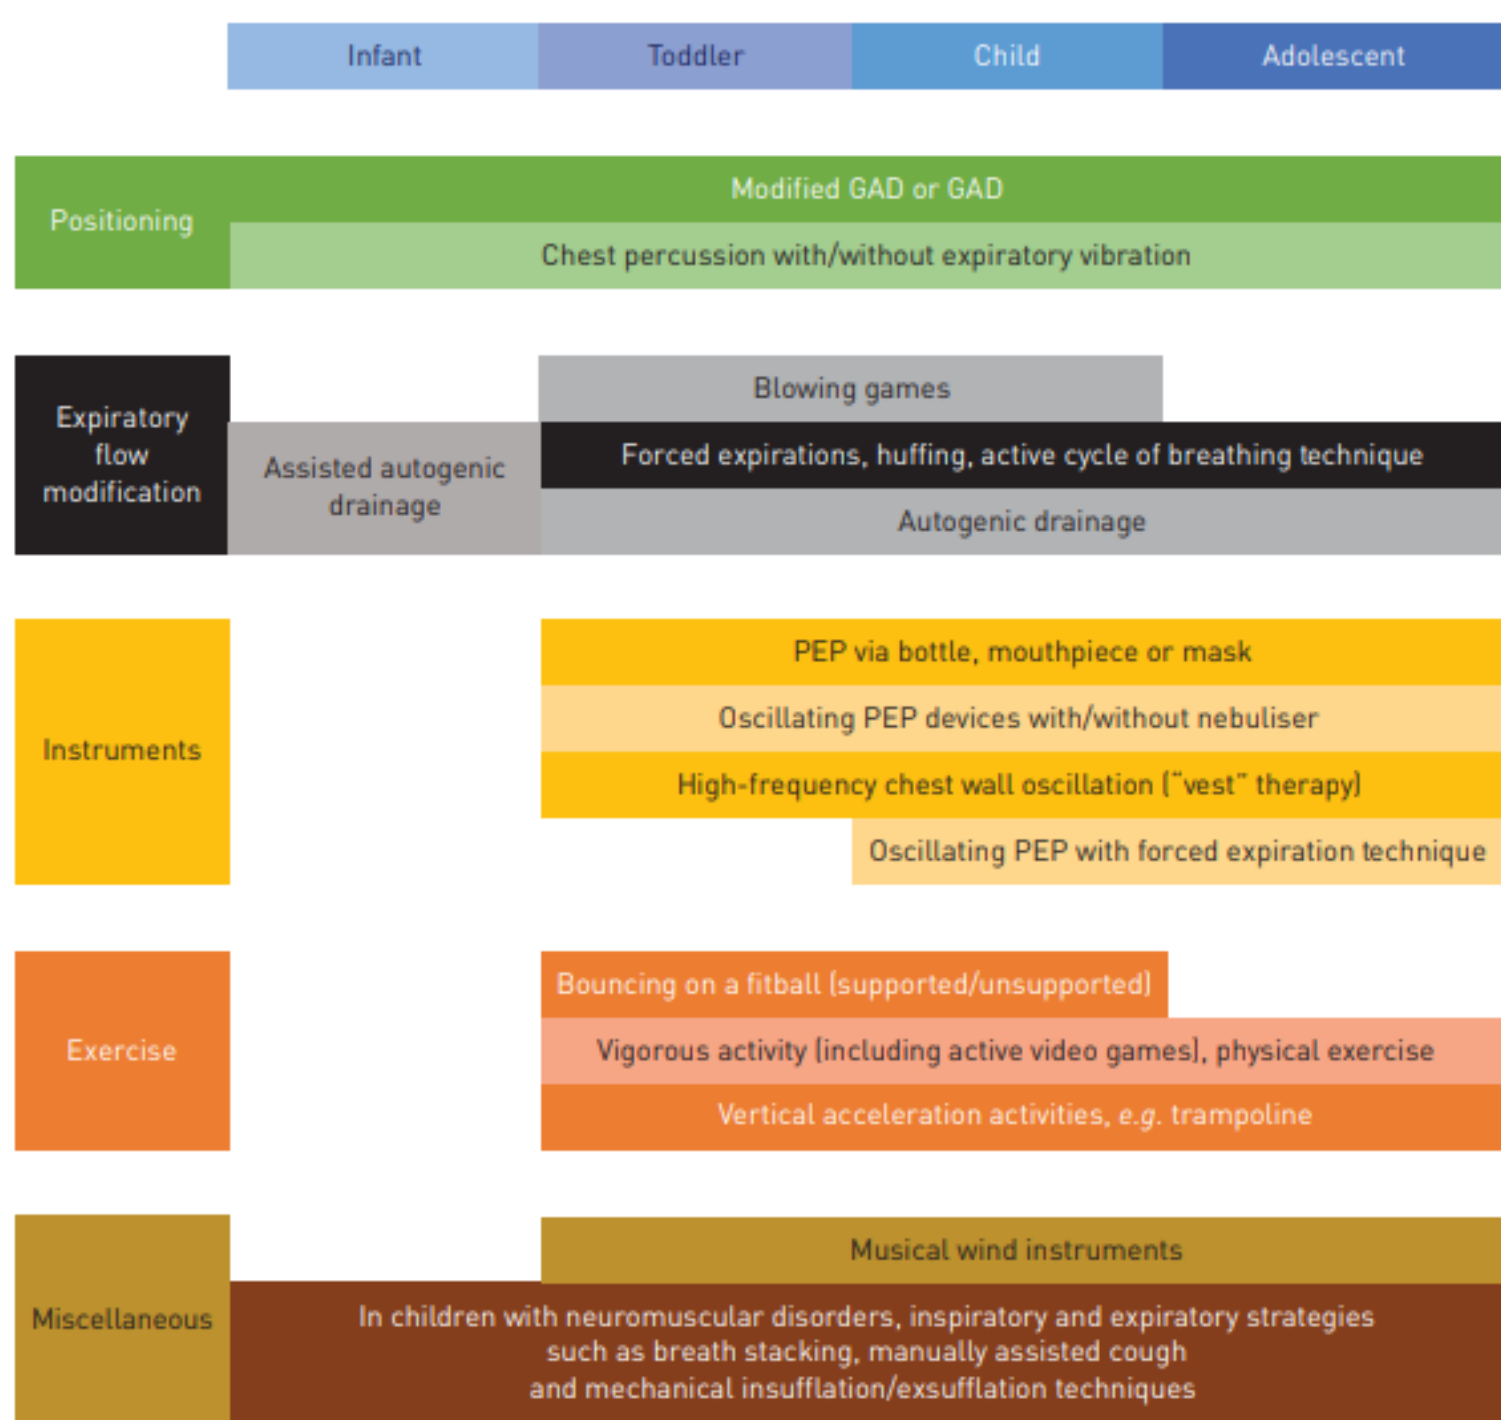 Infant
Toddler
Child
Adolescent
Positioning
Modified GAD or GAD
Chest percussion with/without expiratory vibration
Expiratory
flow
modification
Blowing games
Assisted autogenic
drainage
Forced expirations, huffing, active cycle of breathing technique
Autogenic drainage
Instruments
PEP via bottle, mouthpiece or mask
Oscillating PEP devices with/without nebuliser
High-frequency chest wall oscillation (“vest” therapy)
Oscillating PEP with forced expiration technique
Exercise
Bouncing on a fitball (supported/unsupported)
Vigorous activity (including active video games), physical exercise
Vertical acceleration activities, e.g. trampoline
Miscellaneous
Musical wind instruments
In children with neuromuscular disorders, inspiratory and expiratory strategies
such as breath stacking, manually assisted cough
and mechanical insufflation/exsufflation techniques